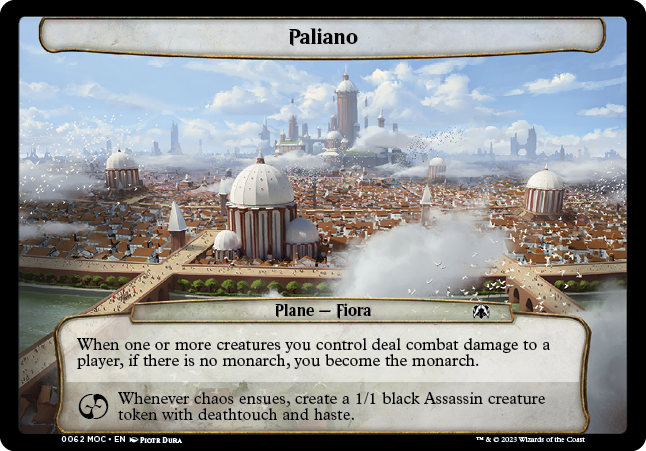 Paliano
Plane — Fiora
When one or more creatures you control deal combat damage to a
player, if there is no monarch, you become the monarch.
Whenever chaos ensues, create a 1/1 black Assassin creature
token with deathtouch and haste.
0062 MOC • EN Piotr Dura
™ & © 2023 Wizards of the Coast